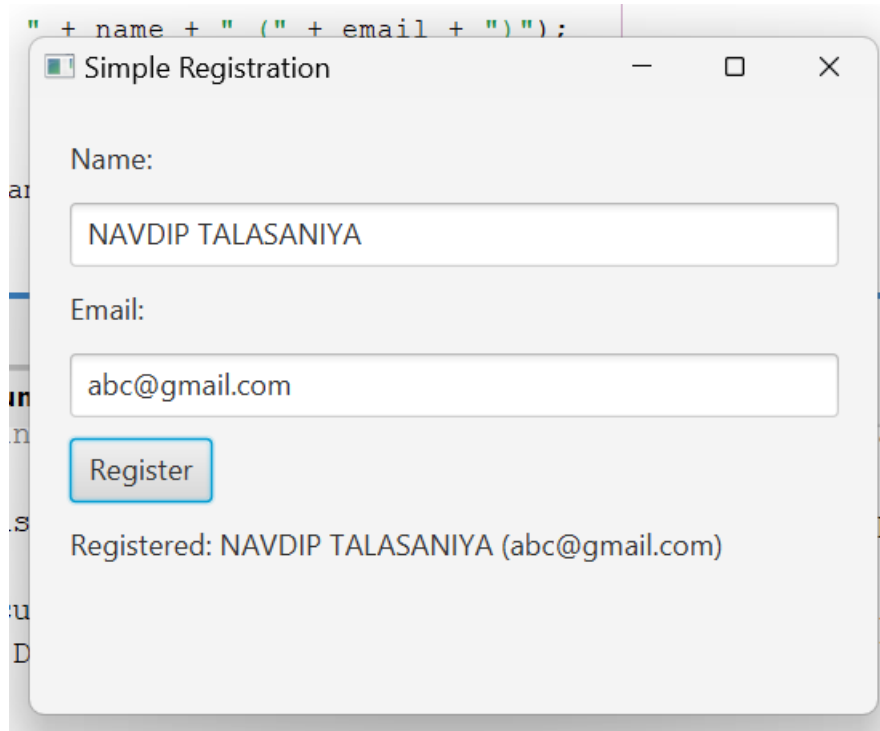 " + name + " (" + email + ")");
Simple Registration
Name:
NAVDIP TALASANIYA
Email:
abc@gmail.com
Register
Registered: NAVDIP TALASANIYA (abc@gmail.com)